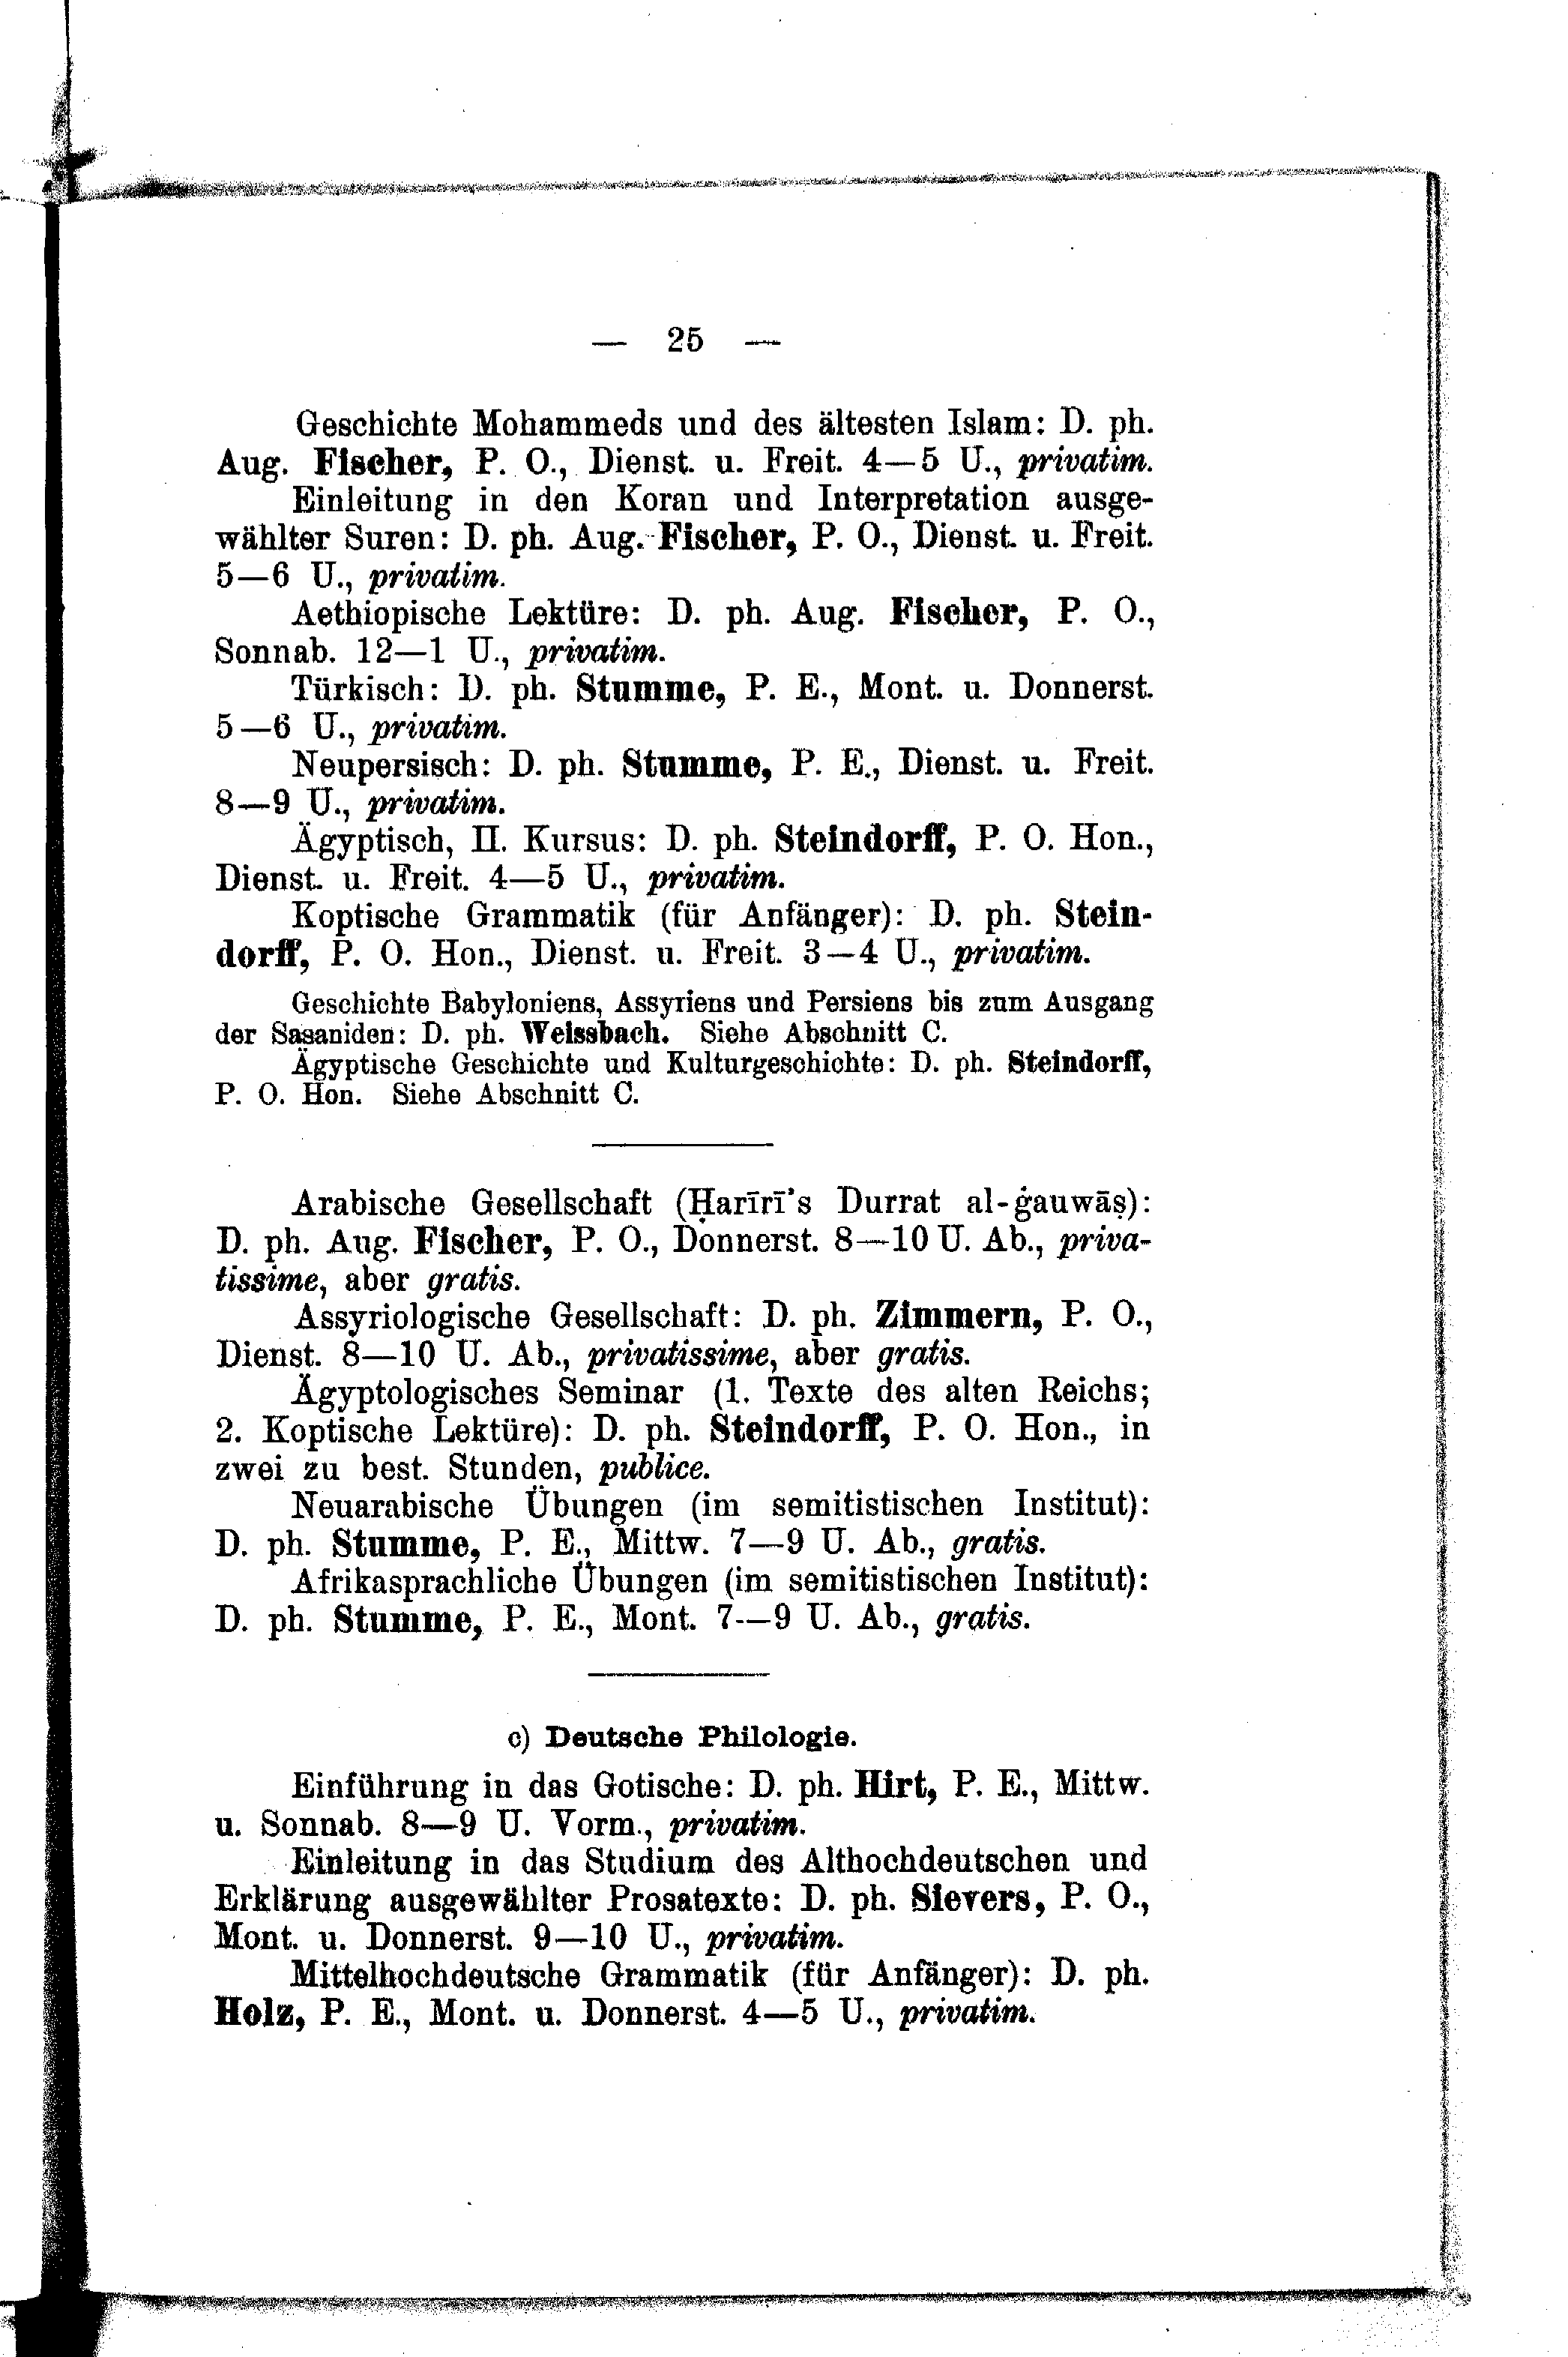 — 25 —
Geschichte Mohammeds und des ältesten Islam: D. ph.
Aug. Fischer, P. O., Dienst. u. Freit. 4—5 U., privatim.
Einleitung in den Koran und Interpretation ausge-
wählter Suren: D. ph. Aug. Fischer, P. O., Dienst. u. Freit.
5—6 U., privatim.
Aethiopische Lektüre: D. ph. Aug. Fischer, P. O.,
Sonnab. 12—1 U., privatim.
Türkisch: D. ph. Stumme, P. E., Mont. u. Donnerst.
5—6 U., privatim.
Neupersisch: D. ph. Stumme, P. E., Dienst. u. Freit.
8—9 U., privatim.
Ägyptisch, II. Kursus: D. ph. Steindorff, P. O. Hon.,
Dienst. u. Freit. 4—5 U., privatim.
Koptische Grammatik (für Anfänger): D. ph. Stein-
dorff, P. O. Hon., Dienst. u. Freit. 3—4 U., privatim.
Geschichte Babyloniens, Assyriens und Persiens bis zum Ausgang
der Sasaniden: D. ph. Weissbach. Siehe Abschnitt C.
Ägyptische Geschichte und Kulturgeschichte: D. ph. Steindorff,
P. O. Hon. Siehe Abschnitt C.
Arabische Gesellschaft (Ḥarīrī's Durrat al-ġauwāṣ):
D. ph. Aug. Fischer, P. O., Donnerst. 8—10 U. Ab., priva-
tissime, aber gratis.
Assyriologische Gesellschaft: D. ph. Zimmern, P. O.,
Dienst. 8—10 U. Ab., privatissime, aber gratis.
Ägyptologisches Seminar (1. Texte des alten Reichs;
2. Koptische Lektüre): D. ph. Steindorff, P. O. Hon., in
zwei zu best. Stunden, publice.
Neuarabische Übungen (im semitistischen Institut):
D. ph. Stumme, P. E., Mittw. 7—9 U. Ab., gratis.
Afrikasprachliche Übungen (im semitistischen Institut):
D. ph. Stumme, P. E., Mont. 7—9 U. Ab., gratis.
c) Deutsche Philologie.
Einführung in das Gotische: D. ph. Hirt, P. E., Mittw.
u. Sonnab. 8—9 U. Vorm., privatim.
Einleitung in das Studium des Althochdeutschen und
Erklärung ausgewählter Prosatexte: D. ph. Sievers, P. O.,
Mont. u. Donnerst. 9—10 U., privatim.
Mittelhochdeutsche Grammatik (für Anfänger): D. ph.
Holz, P. E., Mont. u. Donnerst. 4—5 U., privatim.